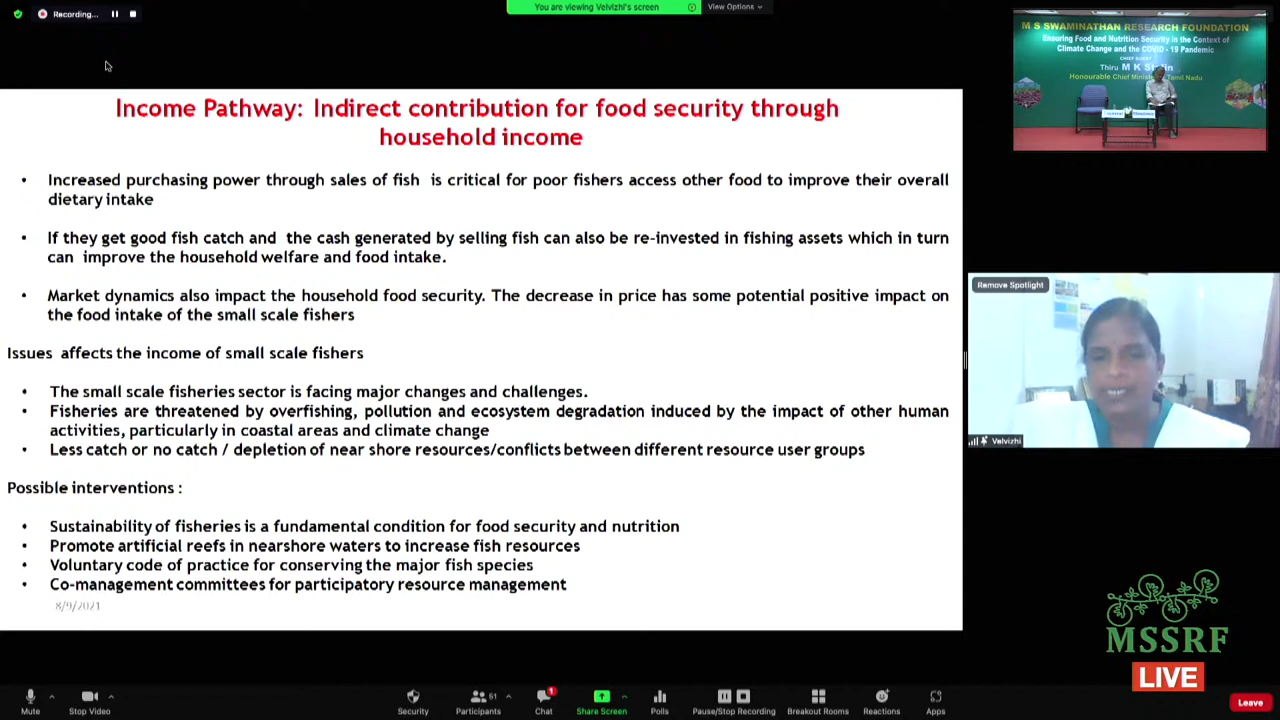 Recording...
You are viewing Velvizhi's screen
View Options
M S SWAMINATHAN RESEARCH FOUNDATION
Ensuring Food and Nutrition Security in the Context of
Climate Change and the COVID - 19 Pandemic
CHIEF GUEST
Thiru M K Stalin
Honourable Chief Minister, Tamil Nadu
Income Pathway: Indirect contribution for food security through
household income
• Increased purchasing power through sales of fish is critical for poor fishers access other food to improve their overall
dietary intake
• If they get good fish catch and the cash generated by selling fish can also be re-invested in fishing assets which in turn
can improve the household welfare and food intake.
• Market dynamics also impact the household food security. The decrease in price has some potential positive impact on
the food intake of the small scale fishers
Issues affects the income of small scale fishers
• The small scale fisheries sector is facing major changes and challenges.
• Fisheries are threatened by overfishing, pollution and ecosystem degradation induced by the impact of other human
activities, particularly in coastal areas and climate change
• Less catch or no catch / depletion of near shore resources/conflicts between different resource user groups
Possible interventions :
• Sustainability of fisheries is a fundamental condition for food security and nutrition
• Promote artificial reefs in nearshore waters to increase fish resources
• Voluntary code of practice for conserving the major fish species
• Co-management committees for participatory resource management
8/9/2021
Remove Spotlight
Velvizhi
MSSRF
LIVE
Mute
Stop Video
Security
61
Participants
1
Chat
Share Screen
Polls
Pause/Stop Recording
Breakout Rooms
Reactions
Apps
Leave